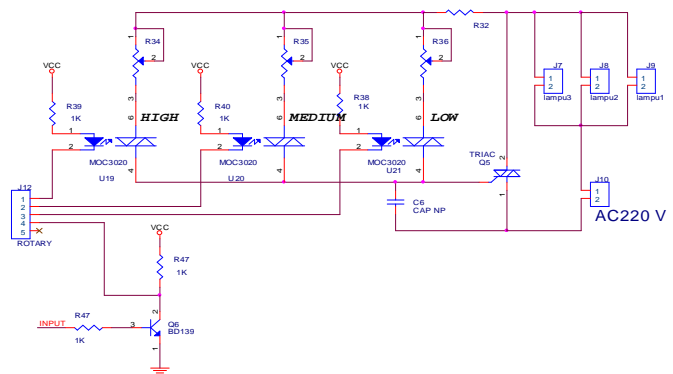 R32
1
R34
2
3
1
R35
2
3
1
R36
2
3
J7
1
2
lampu3
J8
1
2
lampu2
J9
1
2
lampu1
VCC
R39
1K
1
2
6
HIGH
MOC3020
U19
4
VCC
R40
1K
1
2
6
MEDIUM
MOC3020
U20
4
VCC
R38
1K
1
2
6
LOW
MOC3020
U21
4
TRIAC
Q5
2
1
J10
1
2
AC220 V
C6
CAP NP
J12
1
2
3
4
5
ROTARY
VCC
R47
1K
INPUT
R47
1K
3
2
Q6
BD139
1